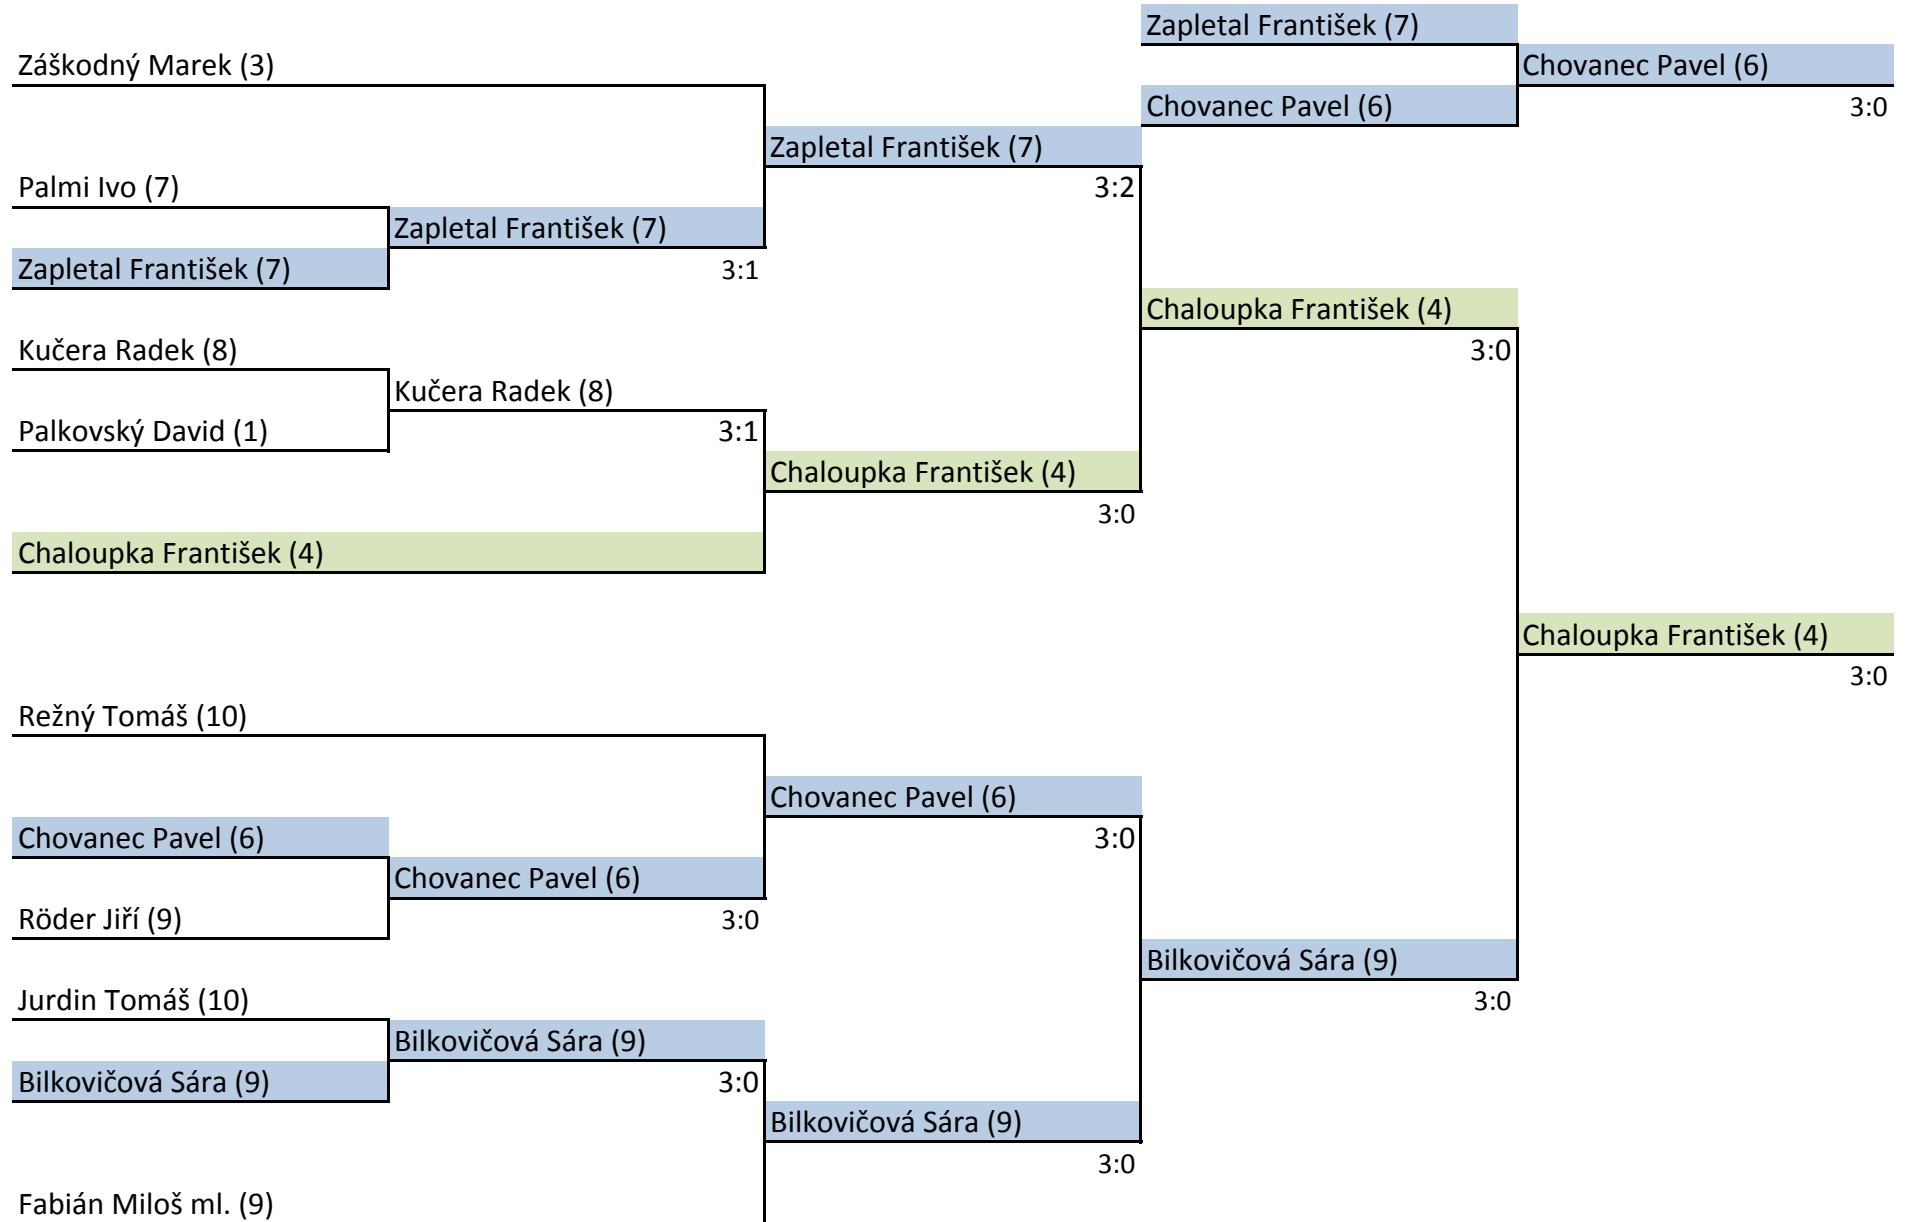 Zapletal František (7)
Záškodný Marek (3)
Chovanec Pavel (6)
Chovanec Pavel (6)
3:0
Zapletal František (7)
Palmi Ivo (7)
3:2
Zapletal František (7)
Zapletal František (7)
3:1
Chaloupka František (4)
Kučera Radek (8)
3:0
Kučera Radek (8)
Palkovský David (1)
3:1
Chaloupka František (4)
3:0
Chaloupka František (4)
Chaloupka František (4)
3:0
Režný Tomáš (10)
Chovanec Pavel (6)
Chovanec Pavel (6)
3:0
Chovanec Pavel (6)
Röder Jiří (9)
3:0
Bilkovičová Sára (9)
Jurdin Tomáš (10)
3:0
Bilkovičová Sára (9)
Bilkovičová Sára (9)
3:0
Bilkovičová Sára (9)
3:0
Fabián Miloš ml. (9)